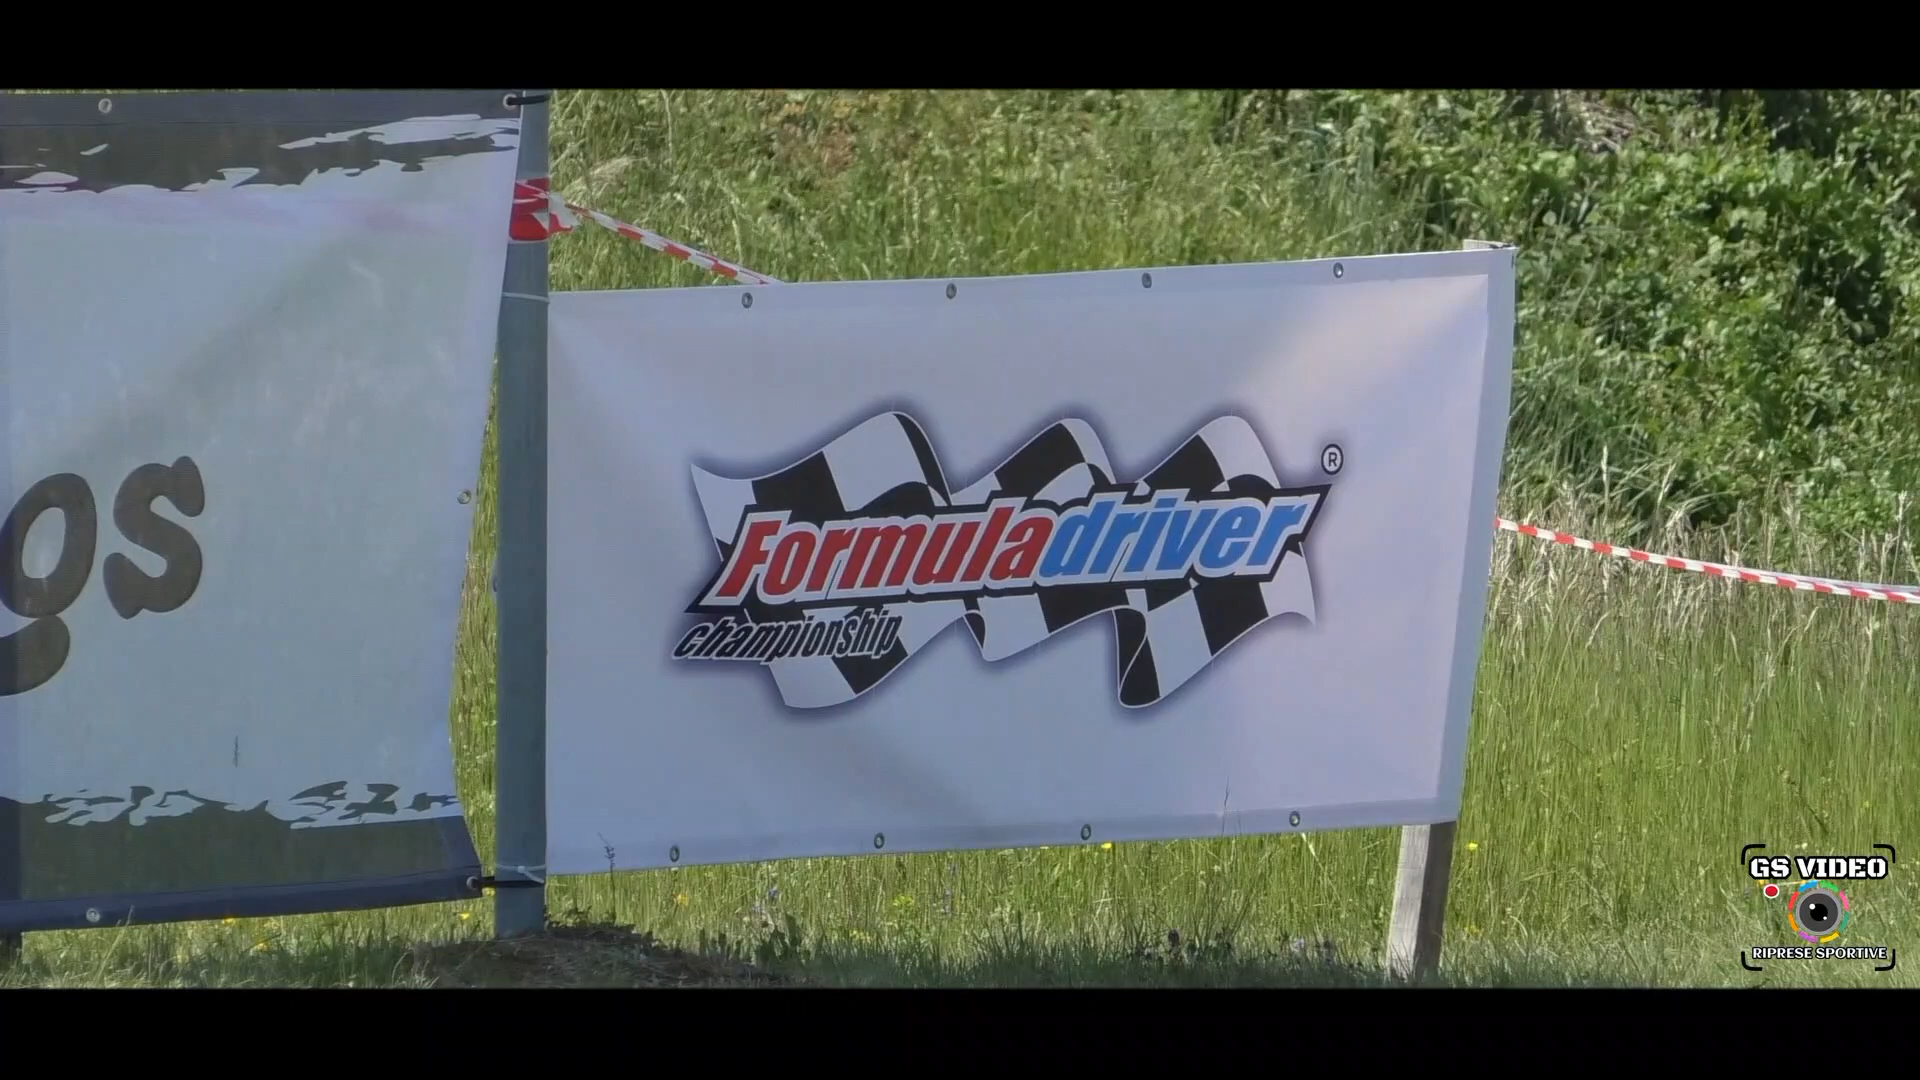 gs
Formuladriver ®
championship
GS VIDEO
RIPRESE SPORTIVE